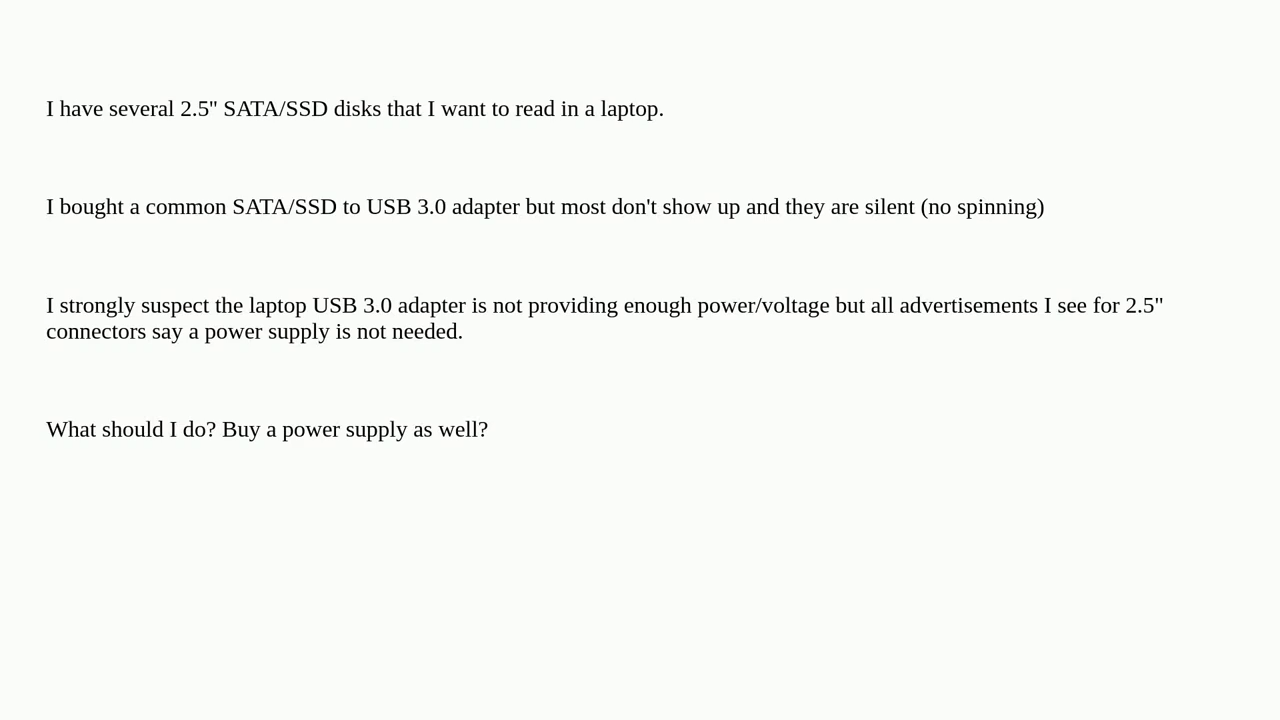 I have several 2.5" SATA/SSD disks that I want to read in a laptop.
I bought a common SATA/SSD to USB 3.0 adapter but most don't show up and they are silent (no spinning)
I strongly suspect the laptop USB 3.0 adapter is not providing enough power/voltage but all advertisements I see for 2.5"
connectors say a power supply is not needed.
What should I do? Buy a power supply as well?